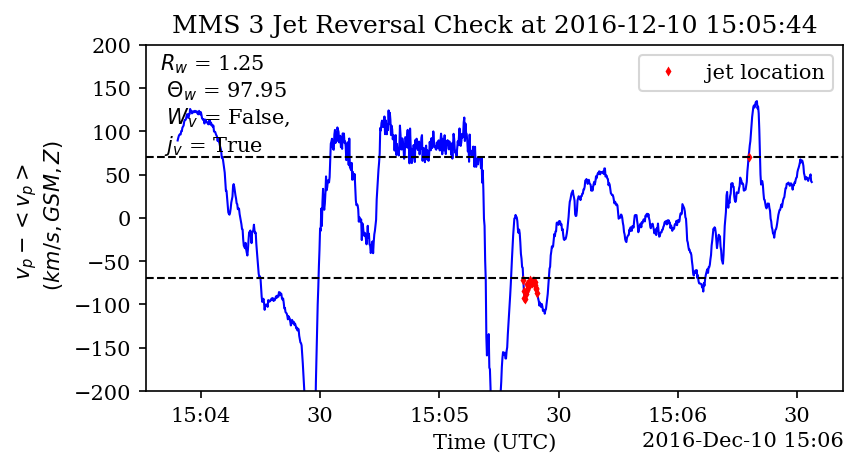 MMS 3 Jet Reversal Check at 2016-12-10 15:05:44
R_w = 1.25
Θ_w = 97.95
W_v = False,
j_v = True
jet location
v_p − < v_p >
(km/s, GSM, Z)
200
150
100
50
0
−50
−100
−150
−200
15:04 30 15:05 30 15:06 30
Time (UTC) 2016-Dec-10 15:06